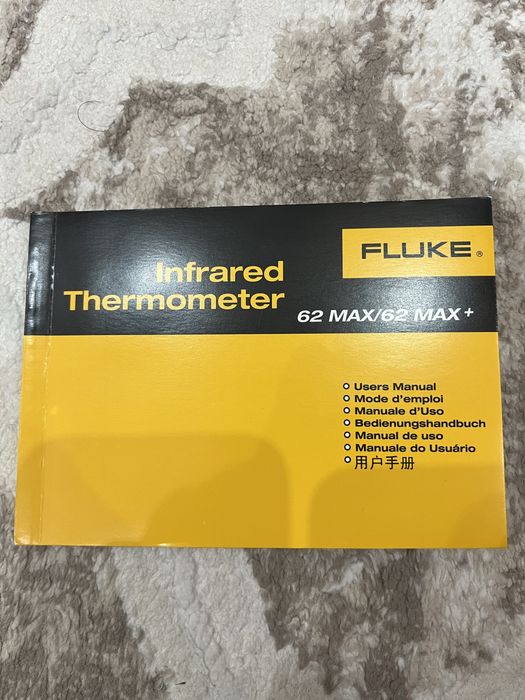 FLUKE®
Infrared
Thermometer
62 MAX/62 MAX+
Users Manual
Mode d'emploi
Manuale d'Uso
Bedienungshandbuch
Manual de uso
Manuale do Usuário
用户手册